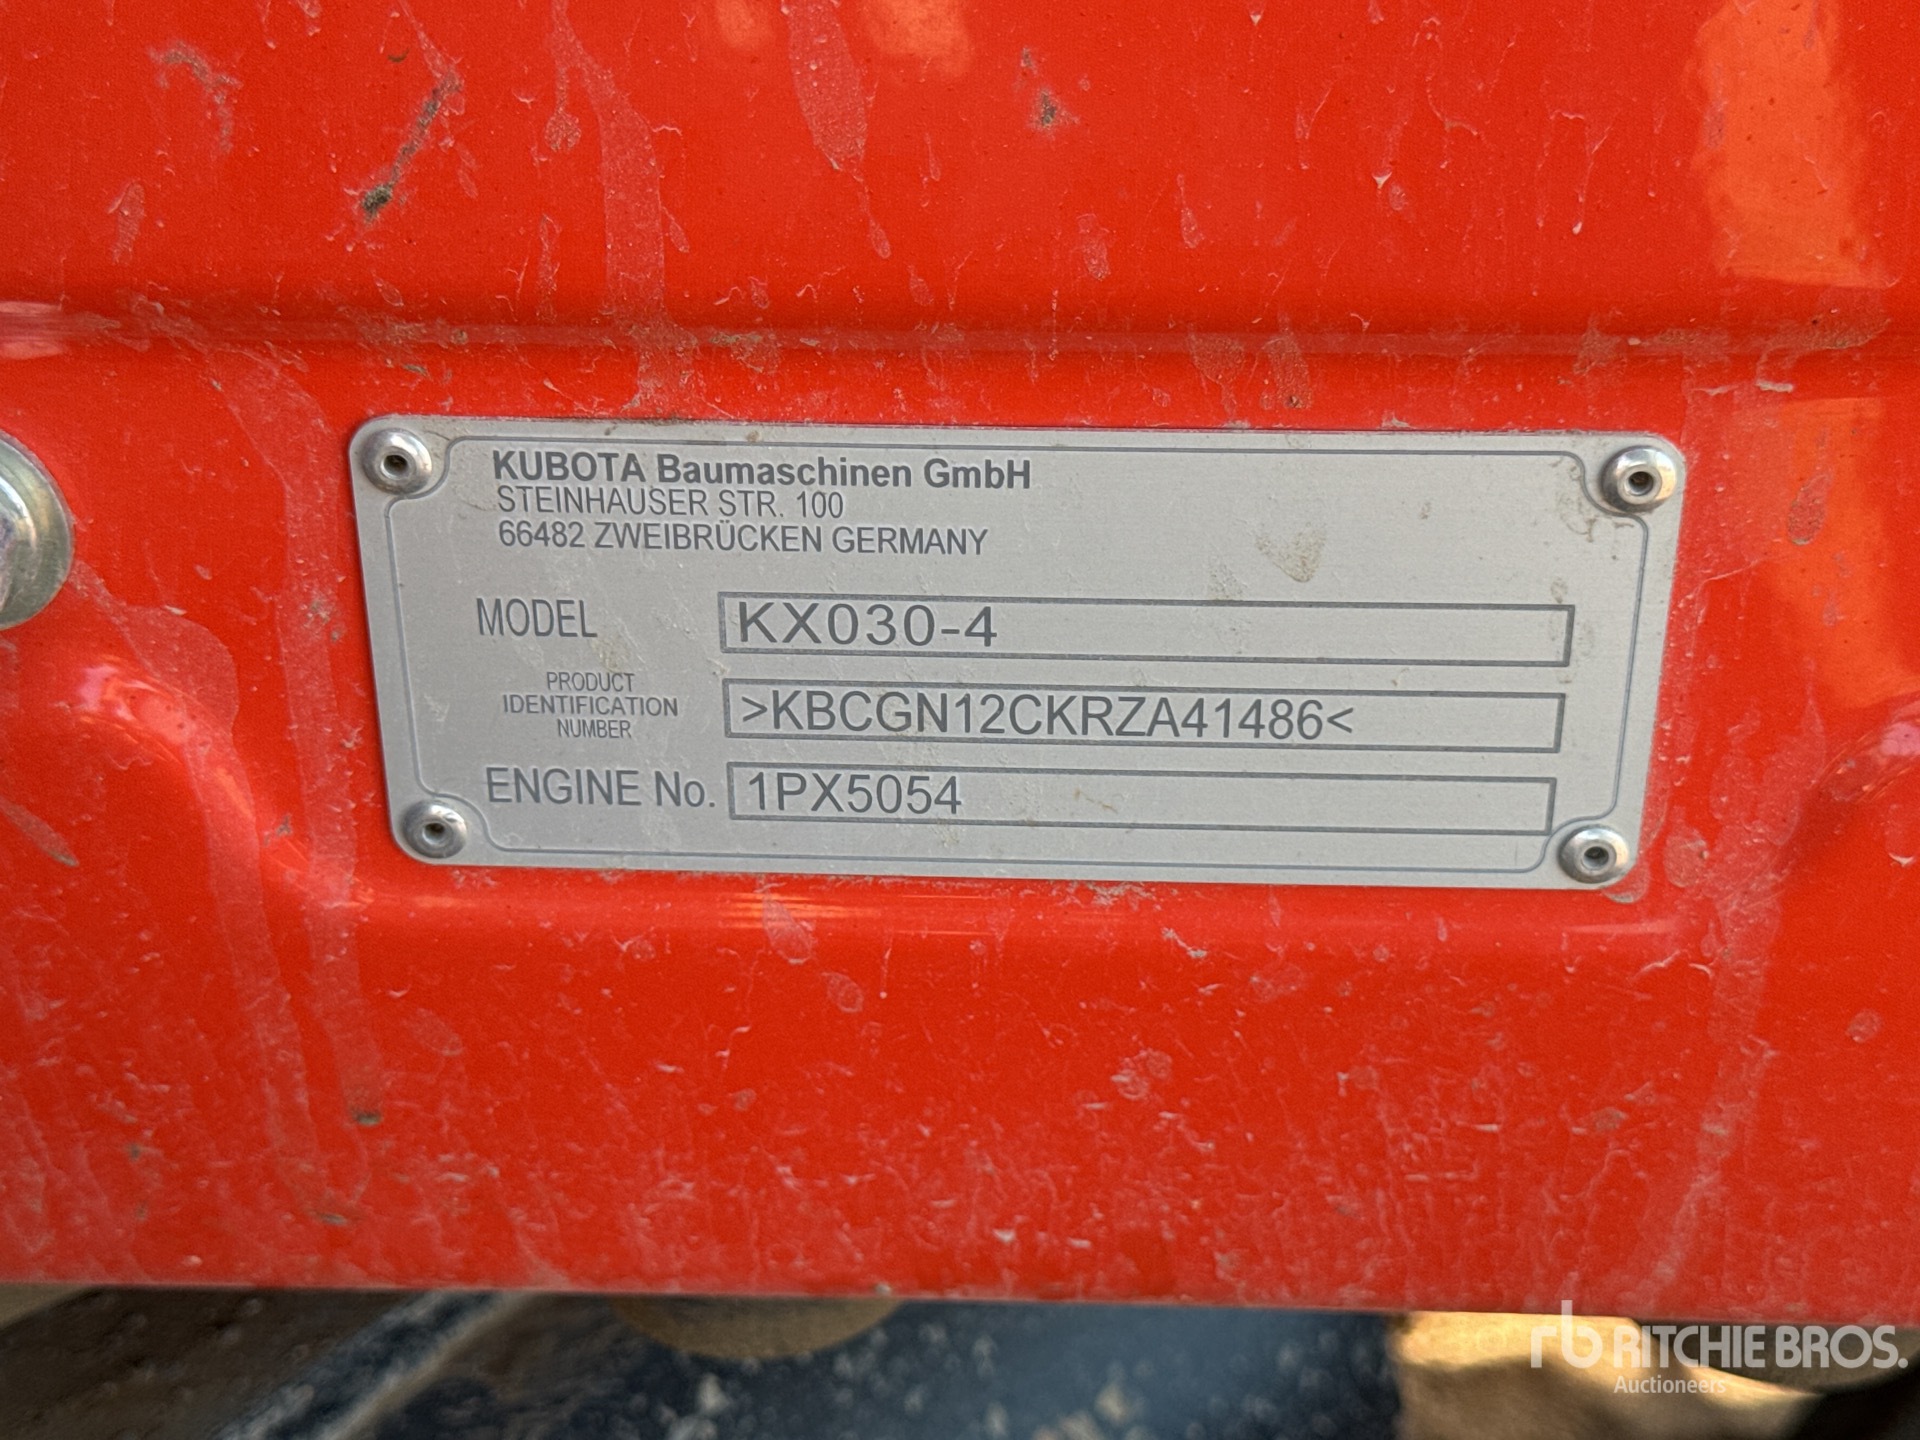 KUBOTA Baumaschinen GmbH
STEINHAUSER STR. 100
66482 ZWEIBRÜCKEN GERMANY
MODEL KX030-4
PRODUCT
IDENTIFICATION
NUMBER
>KBCGN12CKRZA41486<
ENGINE No. 1PX5054
rb RITCHIE BROS.
Auctioneers